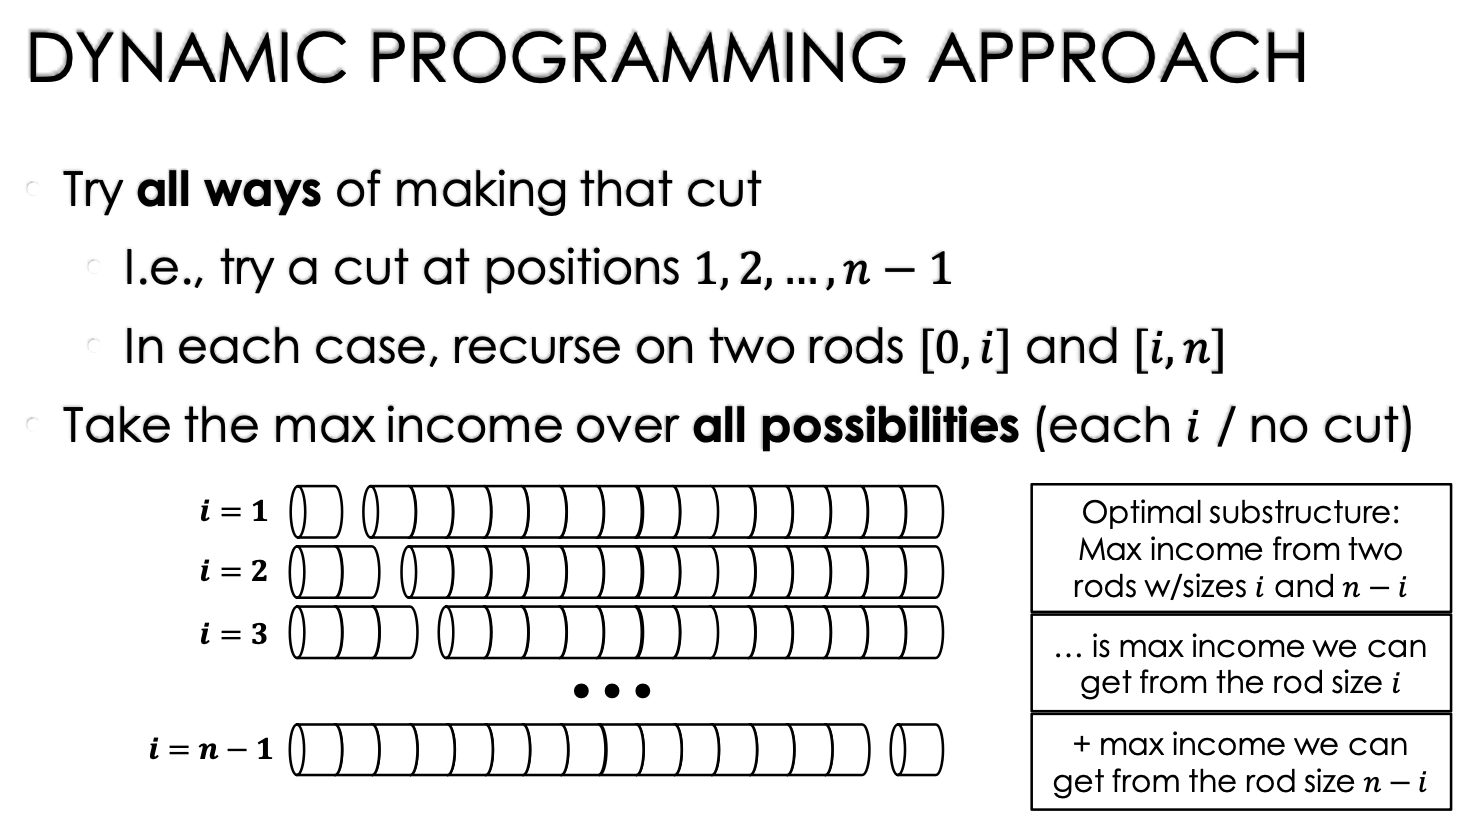 DYNAMIC PROGRAMMING APPROACH
Try all ways of making that cut
I.e., try a cut at positions 1, 2, … , n − 1
In each case, recurse on two rods [0, i] and [i, n]
Take the max income over all possibilities (each i / no cut)
i = 1
i = 2
i = 3
i = n − 1
Optimal substructure:
Max income from two
rods w/sizes i and n − i
… is max income we can
get from the rod size i
+ max income we can
get from the rod size n − i